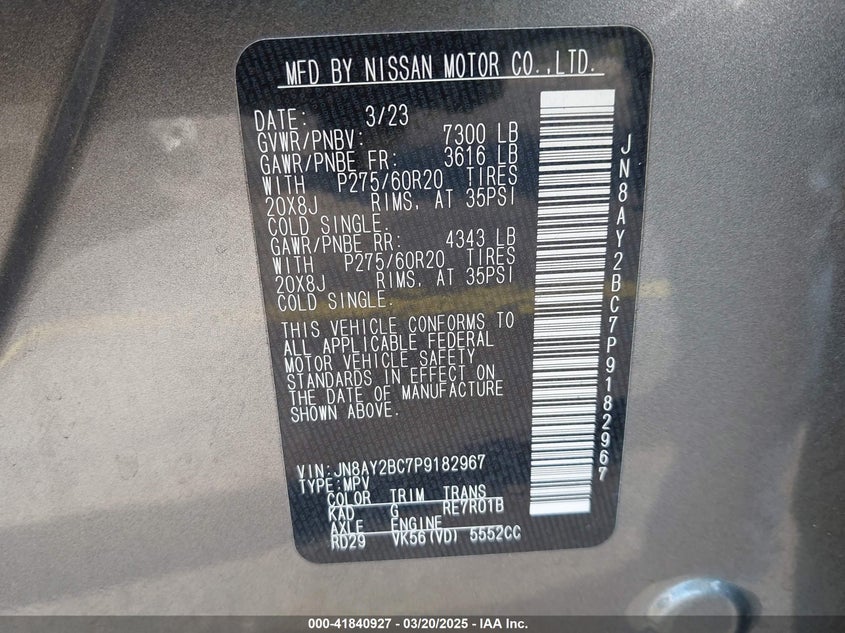 MFD BY NISSAN MOTOR CO.,LTD.
DATE: 3/23
GVWR/PNBV: 7300 LB
GAWR/PNBE FR: 3616 LB
WITH P275/60R20 TIRES
20X8J RIMS, AT 35PSI
COLD SINGLE.
GAWR/PNBE RR: 4343 LB
WITH P275/60R20 TIRES
20X8J RIMS, AT 35PSI
COLD SINGLE.
THIS VEHICLE CONFORMS TO
ALL APPLICABLE FEDERAL
MOTOR VEHICLE SAFETY
STANDARDS IN EFFECT ON
THE DATE OF MANUFACTURE
SHOWN ABOVE.
VIN:JN8AY2BC7P9182967
TYPE:MPV
COLOR TRIM TRANS
KAD G RE7R01B
AXLE ENGINE
RD29 VK56(VD) 5552CC
JN8AY2BC7P9182967
000-41840927 - 03/20/2025 - IAA Inc.